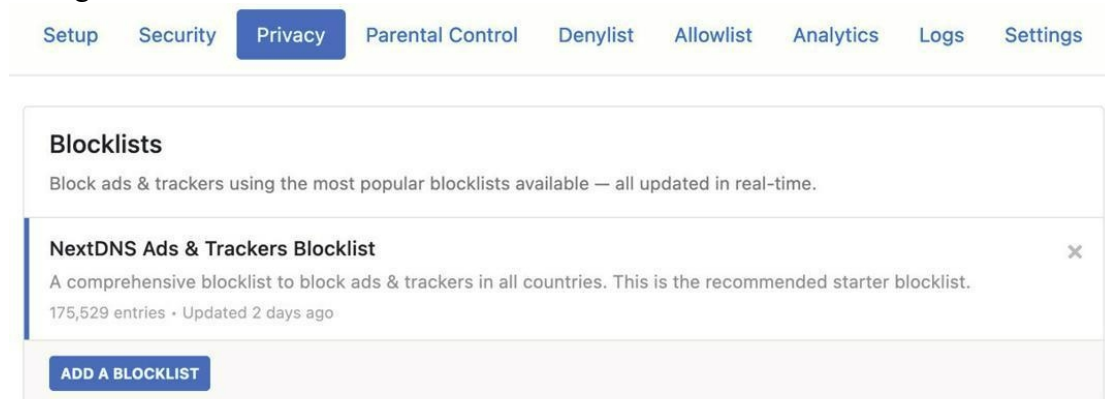 Setup Security Privacy Parental Control Denylist Allowlist Analytics Logs Settings
Blocklists
Block ads & trackers using the most popular blocklists available — all updated in real-time.
NextDNS Ads & Trackers Blocklist
A comprehensive blocklist to block ads & trackers in all countries. This is the recommended starter blocklist.
175,529 entries • Updated 2 days ago
ADD A BLOCKLIST